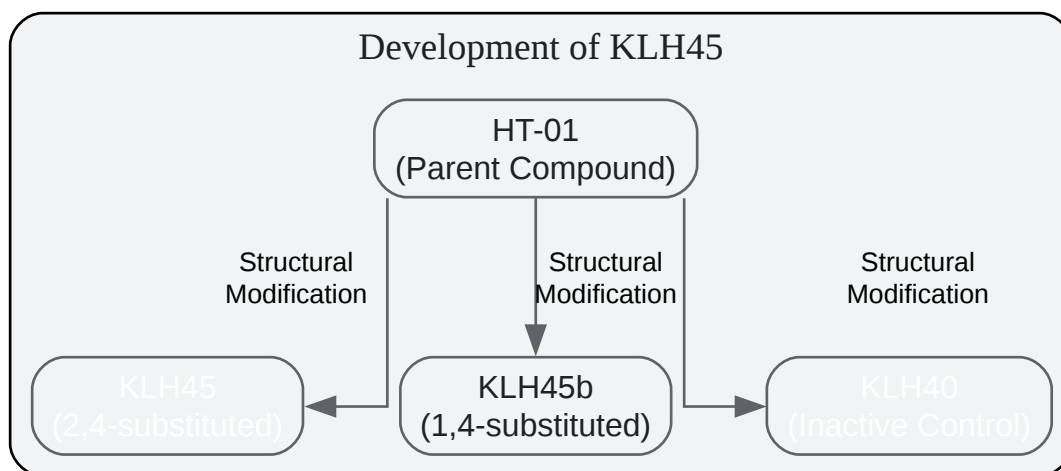 Development of KLH45
HT-01
(Parent Compound)
Structural
Modification
Structural
Modification
Structural
Modification
KLH45
(2,4-substituted)
KLH45b
(1,4-substituted)
KLH40
(Inactive Control)